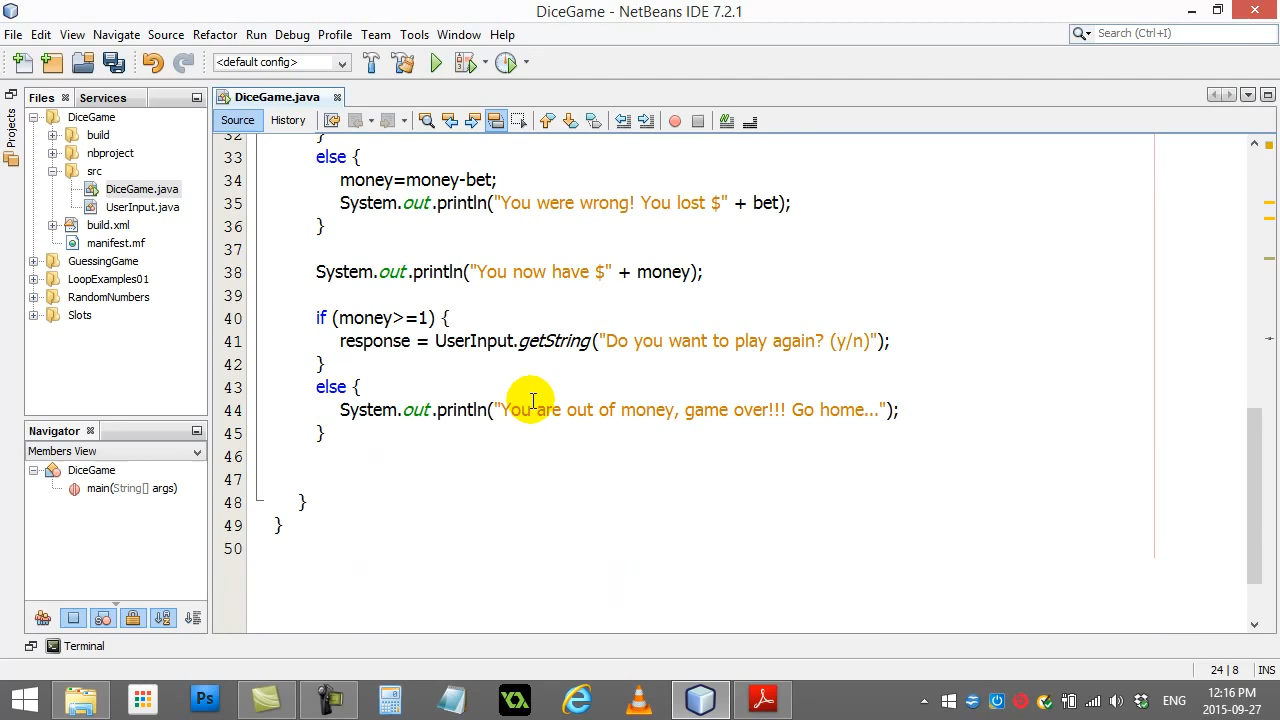 DiceGame - NetBeans IDE 7.2.1
File Edit View Navigate Source Refactor Run Debug Profile Team Tools Window Help
Search (Ctrl+I)
<default config>
Projects
Files
Services
DiceGame
build
nbproject
src
DiceGame.java
UserInput.java
build.xml
manifest.mf
GuessingGame
LoopExamples01
RandomNumbers
Slots
Navigator
Members View
DiceGame
main(String[] args)
DiceGame.java
Source History
32 }
33 else {
34 money=money-bet;
35 System.out.println("You were wrong! You lost $" + bet);
36 }
37
38 System.out.println("You now have $" + money);
39
40 if (money>=1) {
41 response = UserInput.getString("Do you want to play again? (y/n)");
42 }
43 else {
44 System.out.println("You are out of money, game over!!! Go home...");
45 }
46
47
48 }
49 }
50
Terminal
24 | 8 INS
Ps
ENG
12:16 PM
2015-09-27